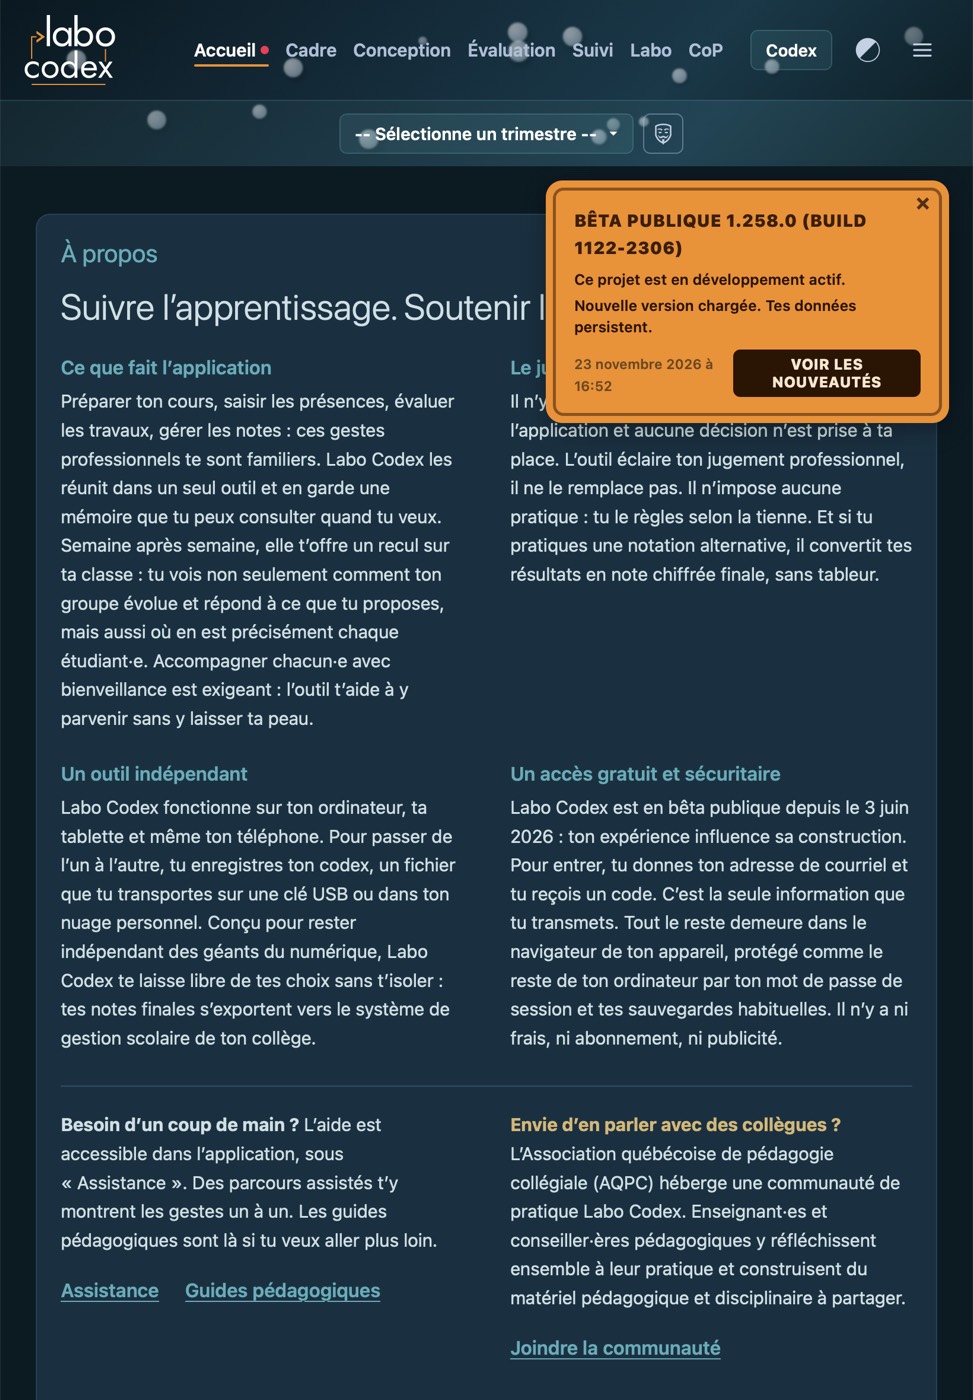 labo
codex
Accueil Cadre Conception Évaluation Suivi Labo CoP Codex
-- Sélectionne un trimestre --
BÊTA PUBLIQUE 1.258.0 (BUILD
1122-2306)
Ce projet est en développement actif.
Nouvelle version chargée. Tes données
persistent.
23 novembre 2026 à
16:52
VOIR LES
NOUVEAUTÉS
À propos
Suivre l’apprentissage. Soutenir
Ce que fait l’application
Préparer ton cours, saisir les présences, évaluer
les travaux, gérer les notes : ces gestes
professionnels te sont familiers. Labo Codex les
réunit dans un seul outil et en garde une
mémoire que tu peux consulter quand tu veux.
Semaine après semaine, elle t’offre un recul sur
ta classe : tu vois non seulement comment ton
groupe évolue et répond à ce que tu proposes,
mais aussi où en est précisément chaque
étudiant·e. Accompagner chacun·e avec
bienveillance est exigeant : l’outil t’aide à y
parvenir sans y laisser ta peau.
Le
Il n’y
l’application et aucune décision n’est prise à ta
place. L’outil éclaire ton jugement professionnel,
il ne le remplace pas. Il n’impose aucune
pratique : tu le règles selon la tienne. Et si tu
pratiques une notation alternative, il convertit tes
résultats en note chiffrée finale, sans tableur.
Un outil indépendant
Labo Codex fonctionne sur ton ordinateur, ta
tablette et même ton téléphone. Pour passer de
l’un à l’autre, tu enregistres ton codex, un fichier
que tu transportes sur une clé USB ou dans ton
nuage personnel. Conçu pour rester
indépendant des géants du numérique, Labo
Codex te laisse libre de tes choix sans t’isoler :
tes notes finales s’exportent vers le système de
gestion scolaire de ton collège.
Un accès gratuit et sécuritaire
Labo Codex est en bêta publique depuis le 3 juin
2026 : ton expérience influence sa construction.
Pour entrer, tu donnes ton adresse de courriel et
tu reçois un code. C’est la seule information que
tu transmets. Tout le reste demeure dans le
navigateur de ton appareil, protégé comme le
reste de ton ordinateur par ton mot de passe de
session et tes sauvegardes habituelles. Il n’y a ni
frais, ni abonnement, ni publicité.
Besoin d’un coup de main ? L’aide est
accessible dans l’application, sous
« Assistance ». Des parcours assistés t’y
montrent les gestes un à un. Les guides
pédagogiques sont là si tu veux aller plus loin.
Assistance Guides pédagogiques
Envie d’en parler avec des collègues ?
L’Association québécoise de pédagogie
collégiale (AQPC) héberge une communauté de
pratique Labo Codex. Enseignant·es et
conseiller·ères pédagogiques y réfléchissent
ensemble à leur pratique et construisent du
matériel pédagogique et disciplinaire à partager.
Joindre la communauté